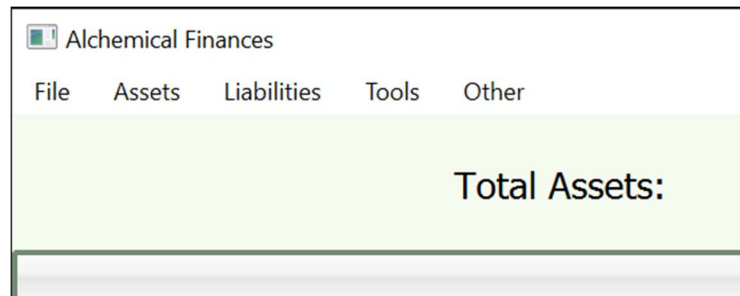 Alchemical Finances
File Assets Liabilities Tools Other
Total Assets: